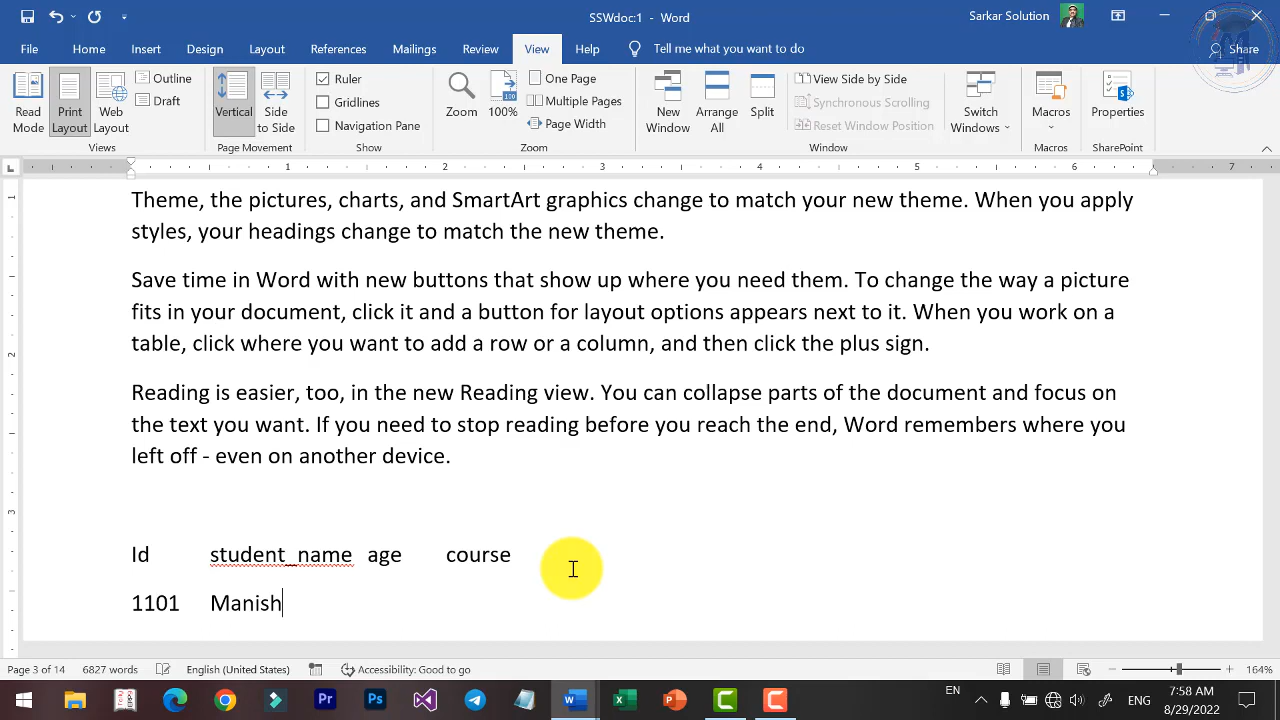 SSWdoc:1 - Word
Sarkar Solution
File Home Insert Design Layout References Mailings Review View Help Tell me what you want to do Share
Read Mode
Print Layout
Web Layout
Outline
Draft
Views
Vertical
Side to Side
Page Movement
Ruler
Gridlines
Navigation Pane
Show
Zoom
100%
One Page
Multiple Pages
Page Width
Zoom
New Window
Arrange All
Split
View Side by Side
Synchronous Scrolling
Reset Window Position
Window
Switch Windows
Macros
Macros
Properties
SharePoint
1 2 3 4 5 6 7
Theme, the pictures, charts, and SmartArt graphics change to match your new theme. When you apply
styles, your headings change to match the new theme.
Save time in Word with new buttons that show up where you need them. To change the way a picture
fits in your document, click it and a button for layout options appears next to it. When you work on a
table, click where you want to add a row or a column, and then click the plus sign.
Reading is easier, too, in the new Reading view. You can collapse parts of the document and focus on
the text you want. If you need to stop reading before you reach the end, Word remembers where you
left off - even on another device.
Id student_name age course
1101 Manish
Page 3 of 14 6827 words English (United States) Accessibility: Good to go 164%
EN ENG 7:58 AM
8/29/2022